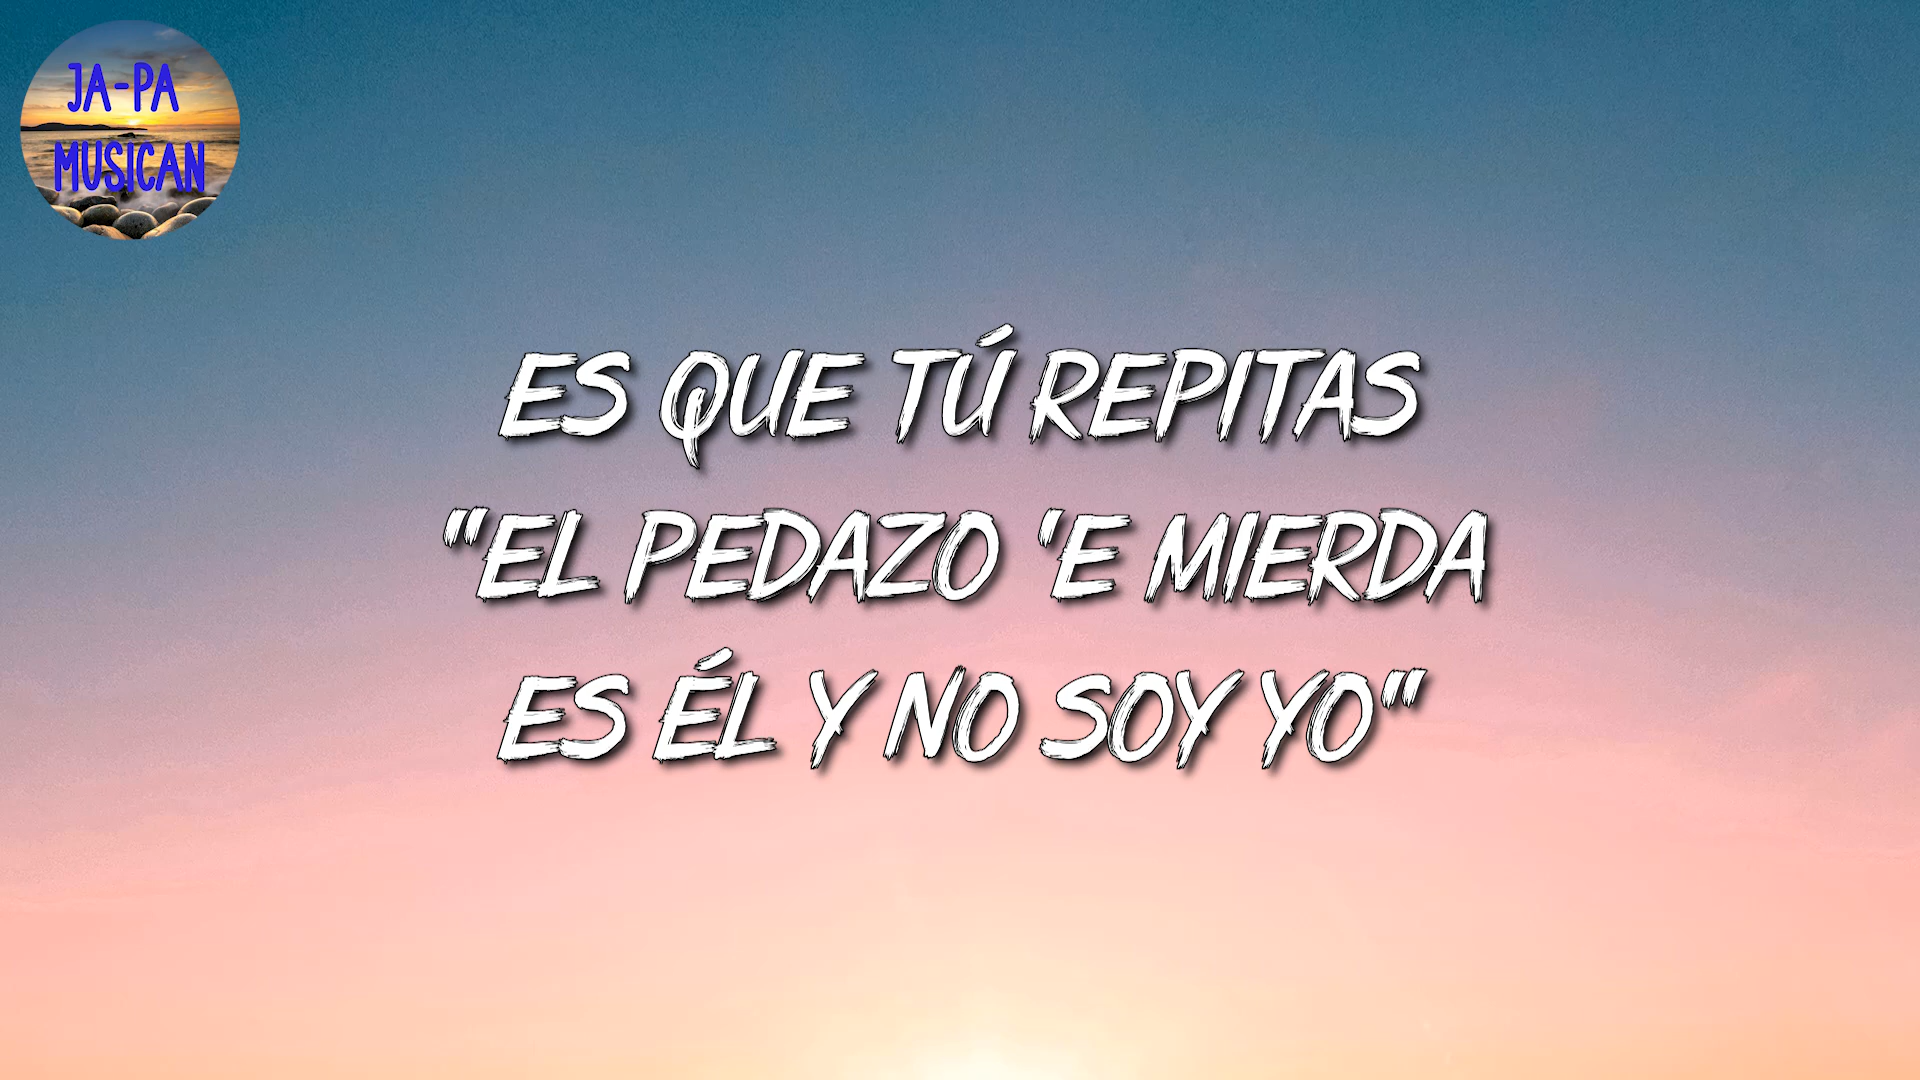 JA-PA
MUSICAN
ES QUE TÚ REPITAS
"EL PEDAZO 'E MIERDA
ES ÉL Y NO SOY YO"